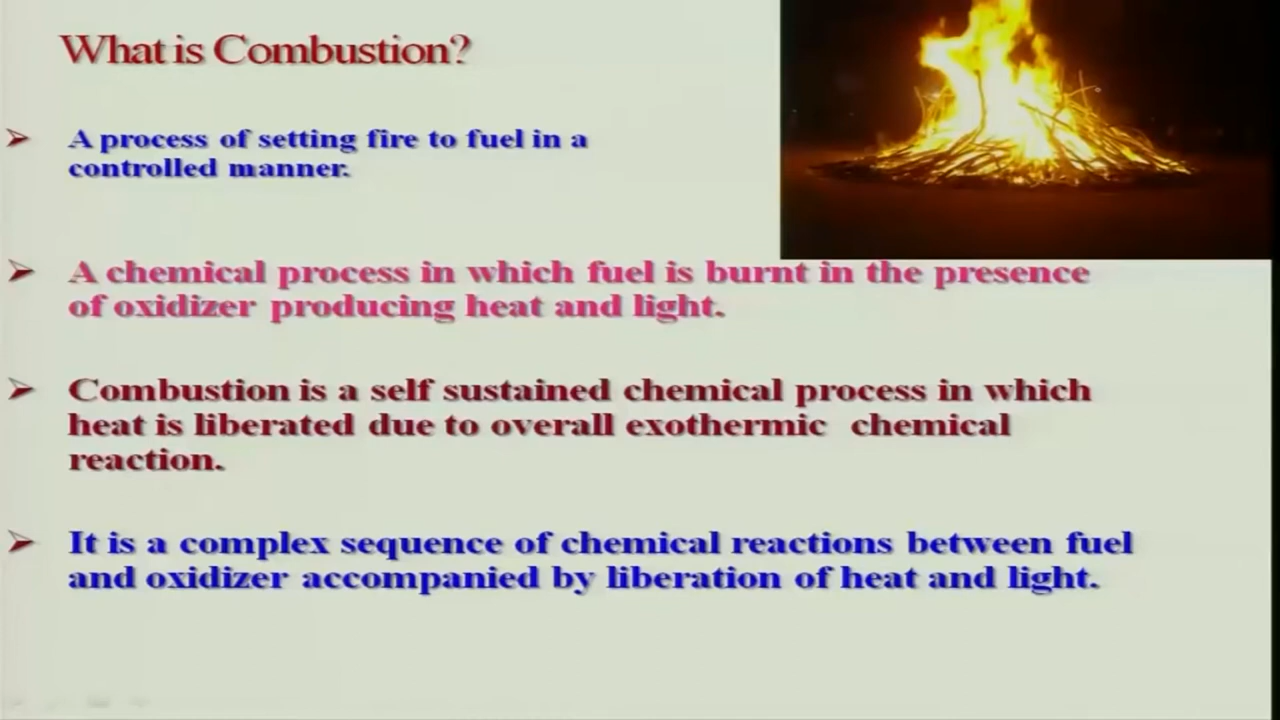 What is Combustion?
A process of setting fire to fuel in a
controlled manner.
A chemical process in which fuel is burnt in the presence
of oxidizer producing heat and light.
Combustion is a self sustained chemical process in which
heat is liberated due to overall exothermic chemical
reaction.
It is a complex sequence of chemical reactions between fuel
and oxidizer accompanied by liberation of heat and light.